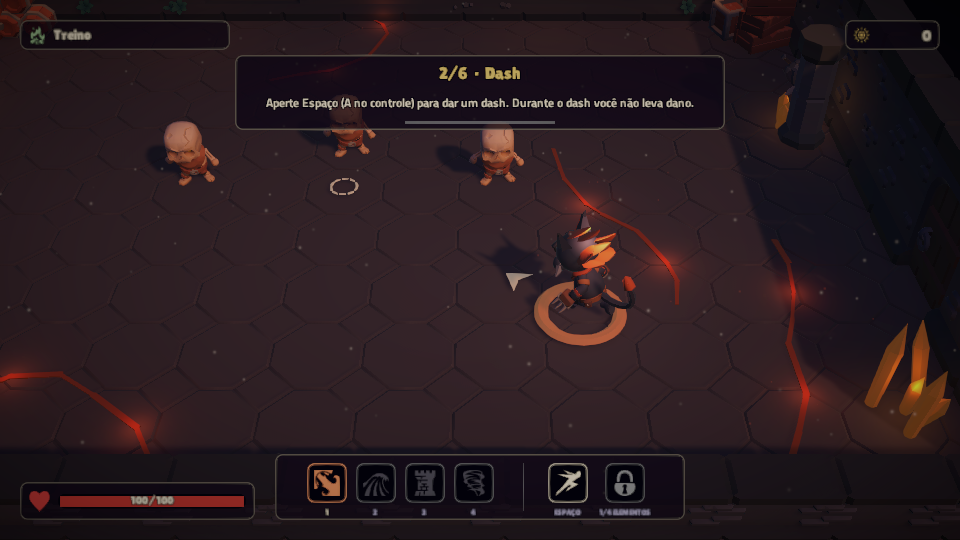 Treino
0
2/6 · Dash
Aperte Espaço (A no controle) para dar um dash. Durante o dash você não leva dano.
100/100
1
2
3
4
ESPAÇO
1/4 ELEMENTOS